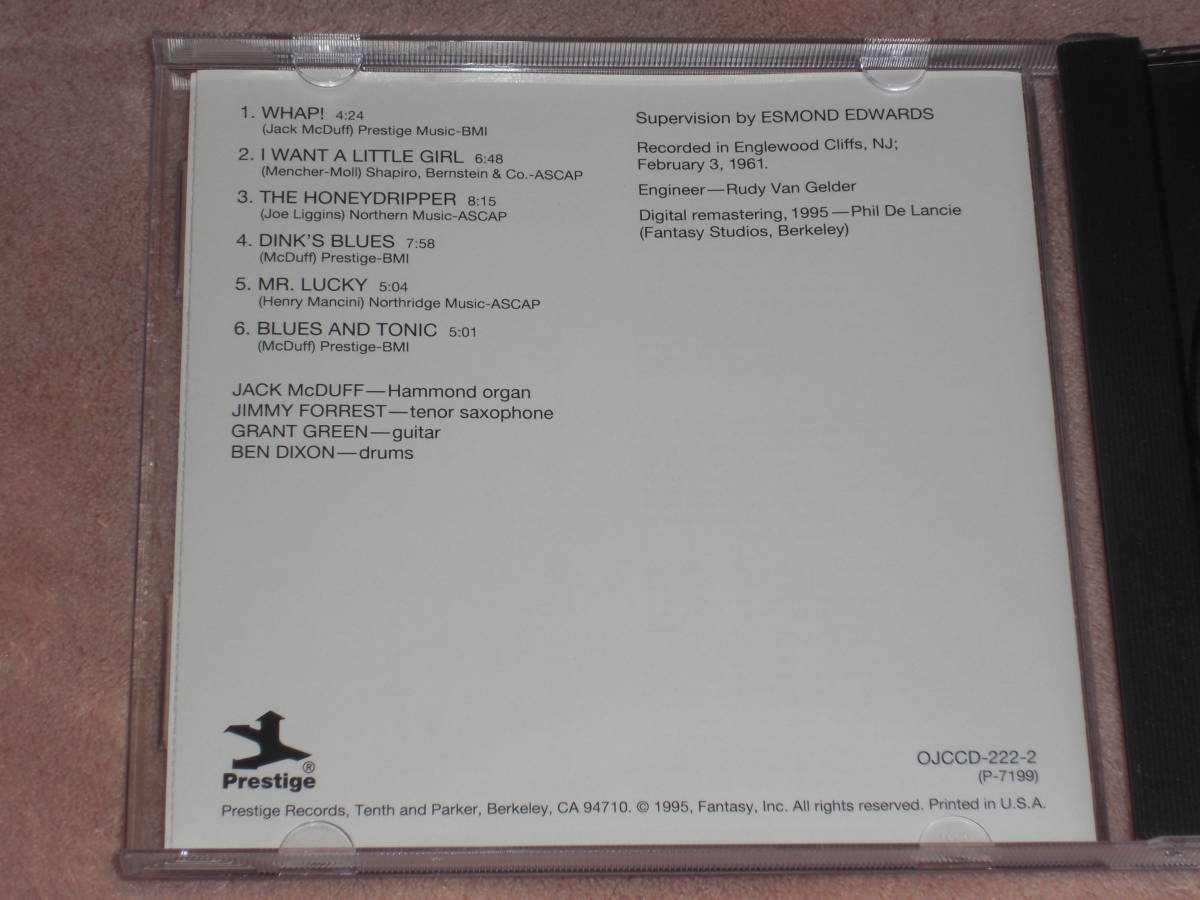 1. WHAP! 4:24
(Jack McDuff) Prestige Music-BMI
2. I WANT A LITTLE GIRL 6:48
(Mencher-Moll) Shapiro, Bernstein & Co.-ASCAP
3. THE HONEYDRIPPER 8:15
(Joe Liggins) Northern Music-ASCAP
4. DINK'S BLUES 7:58
(McDuff) Prestige-BMI
5. MR. LUCKY 5:04
(Henry Mancini) Northridge Music-ASCAP
6. BLUES AND TONIC 5:01
(McDuff) Prestige-BMI
JACK McDUFF—Hammond organ
JIMMY FORREST—tenor saxophone
GRANT GREEN—guitar
BEN DIXON—drums
Supervision by ESMOND EDWARDS
Recorded in Englewood Cliffs, NJ;
February 3, 1961.
Engineer—Rudy Van Gelder
Digital remastering, 1995—Phil De Lancie
(Fantasy Studios, Berkeley)
Prestige®
OJCCD-222-2
(P-7199)
Prestige Records, Tenth and Parker, Berkeley, CA 94710. © 1995, Fantasy, Inc. All rights reserved. Printed in U.S.A.